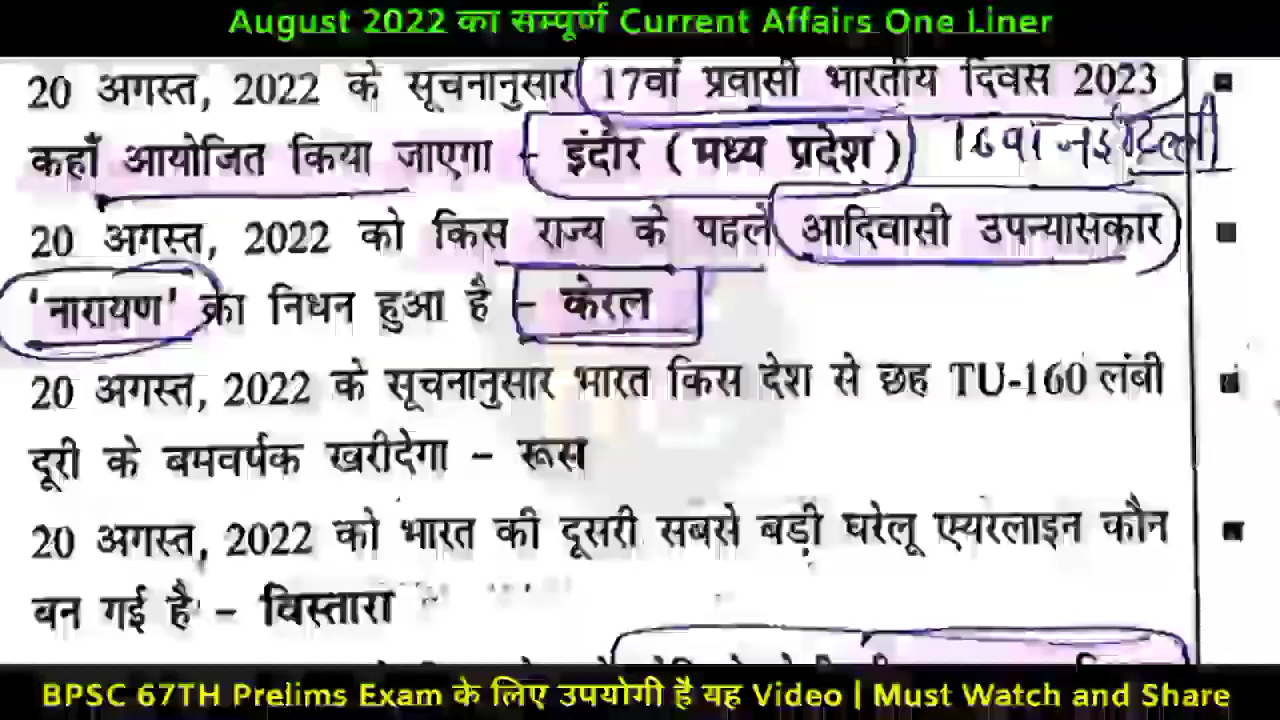 August 2022 का सम्पूर्ण Current Affairs One Liner
20 अगस्त, 2022 के सूचनानुसार 17वां प्रवासी भारतीय दिवस 2023
कहाँ आयोजित किया जाएगा - इंदौर ( मध्य प्रदेश ) 16वां नई दिल्ली
20 अगस्त, 2022 को किस राज्य के पहले आदिवासी उपन्यासकार
'नारायण' का निधन हुआ है - केरल
20 अगस्त, 2022 के सूचनानुसार भारत किस देश से छह TU-160 लंबी
दूरी के बमवर्षक खरीदेगा - रूस
20 अगस्त, 2022 को भारत की दूसरी सबसे बड़ी घरेलू एयरलाइन कौन
बन गई है - विस्तारा
BPSC 67TH Prelims Exam के लिए उपयोगी है यह Video | Must Watch and Share